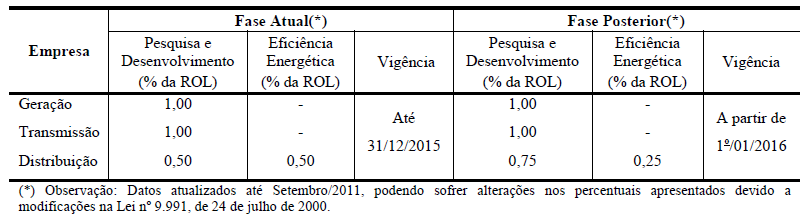 Empresa Fase Atual(*) Fase Posterior(*)
Pesquisa e Desenvolvimento (% da ROL) Eficiência Energética (% da ROL) Vigência Pesquisa e Desenvolvimento (% da ROL) Eficiência Energética (% da ROL) Vigência
Geração 1,00 - Até 31/12/2015 1,00 - A partir de 1º/01/2016
Transmissão 1,00 - 1,00 -
Distribuição 0,50 0,50 0,75 0,25
(*) Observação: Datos atualizados até Setembro/2011, podendo sofrer alterações nos percentuais apresentados devido a
modificações na Lei nº 9.991, de 24 de julho de 2000.